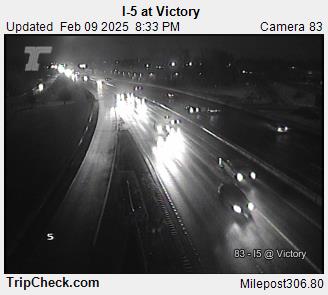 I-5 at Victory
Updated Feb 09 2025 8:33 PM Camera 83
T
S
83 - I5 @ Victory
TripCheck.com Milepost306.80